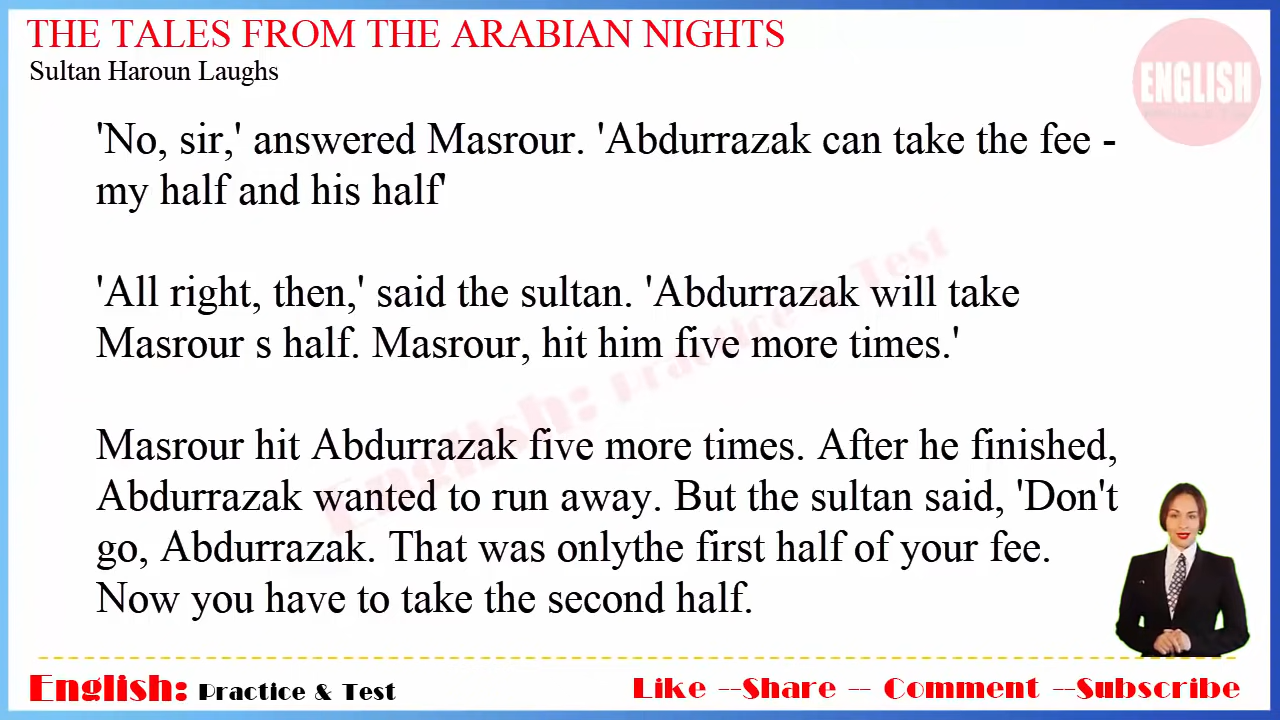 THE TALES FROM THE ARABIAN NIGHTS
Sultan Haroun Laughs
ENGLISH
'No, sir,' answered Masrour. 'Abdurrazak can take the fee -
my half and his half'
'All right, then,' said the sultan. 'Abdurrazak will take
Masrour s half. Masrour, hit him five more times.'
Masrour hit Abdurrazak five more times. After he finished,
Abdurrazak wanted to run away. But the sultan said, 'Don't
go, Abdurrazak. That was onlythe first half of your fee.
Now you have to take the second half.
English: Practice & Test
English: Practice & Test
Like --Share -- Comment --Subscribe